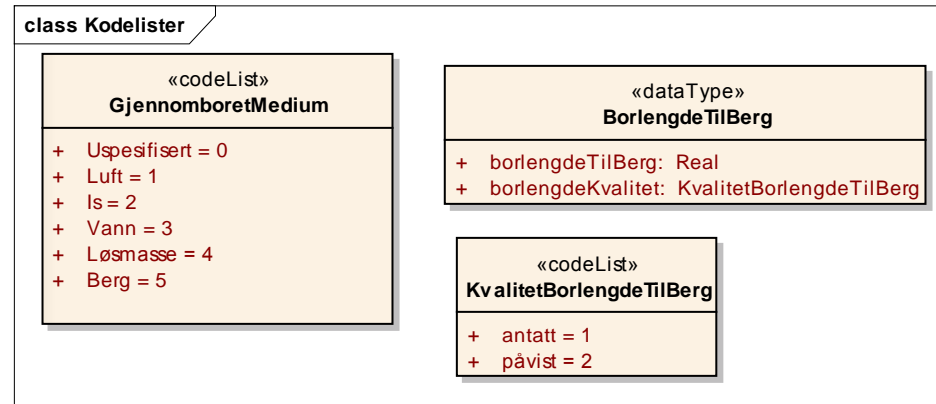 class Kodelister
«codeList»
GjennomboretMedium
+ Uspesifisert = 0
+ Luft = 1
+ Is = 2
+ Vann = 3
+ Løsmasse = 4
+ Berg = 5
«dataType»
BorlengdeTilBerg
+ borlengdeTilBerg: Real
+ borlengdeKvalitet: KvalitetBorlengdeTilBerg
«codeList»
KvalitetBorlengdeTilBerg
+ antatt = 1
+ påvist = 2